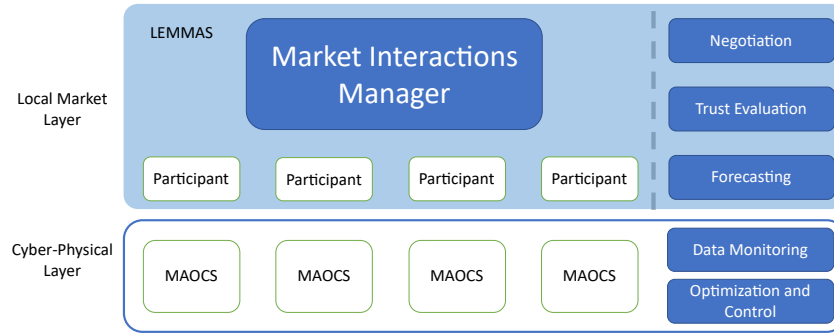 LEMMAS
Market Interactions
Manager
Negotiation
Local Market
Layer
Trust Evaluation
Participant
Participant
Participant
Participant
Forecasting
Cyber-Physical
Layer
MAOCS
MAOCS
MAOCS
MAOCS
Data Monitoring
Optimization and
Control